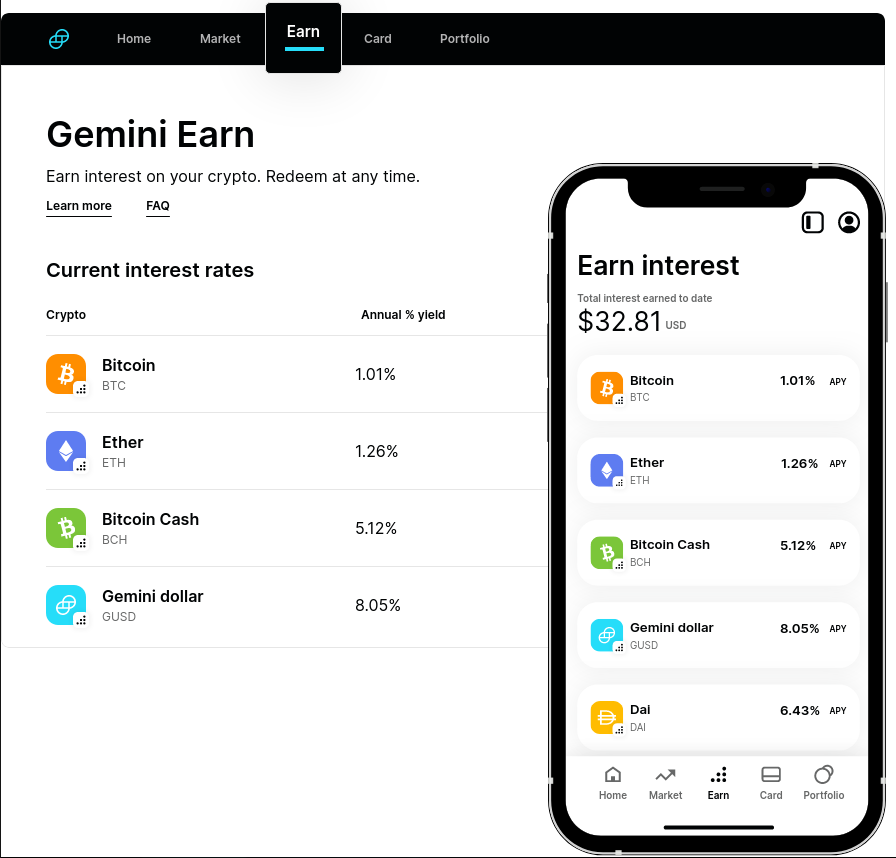 Home Market Earn Card Portfolio
Gemini Earn
Earn interest on your crypto. Redeem at any time.
Learn more FAQ
Current interest rates
Crypto Annual % yield
Bitcoin
BTC
1.01%
Ether
ETH
1.26%
Bitcoin Cash
BCH
5.12%
Gemini dollar
GUSD
8.05%
Earn interest
Total interest earned to date
$32.81 USD
Bitcoin 1.01% APY
BTC
Ether 1.26% APY
ETH
Bitcoin Cash 5.12% APY
BCH
Gemini dollar 8.05% APY
GUSD
Dai 6.43% APY
DAI
Home Market Earn Card Portfolio